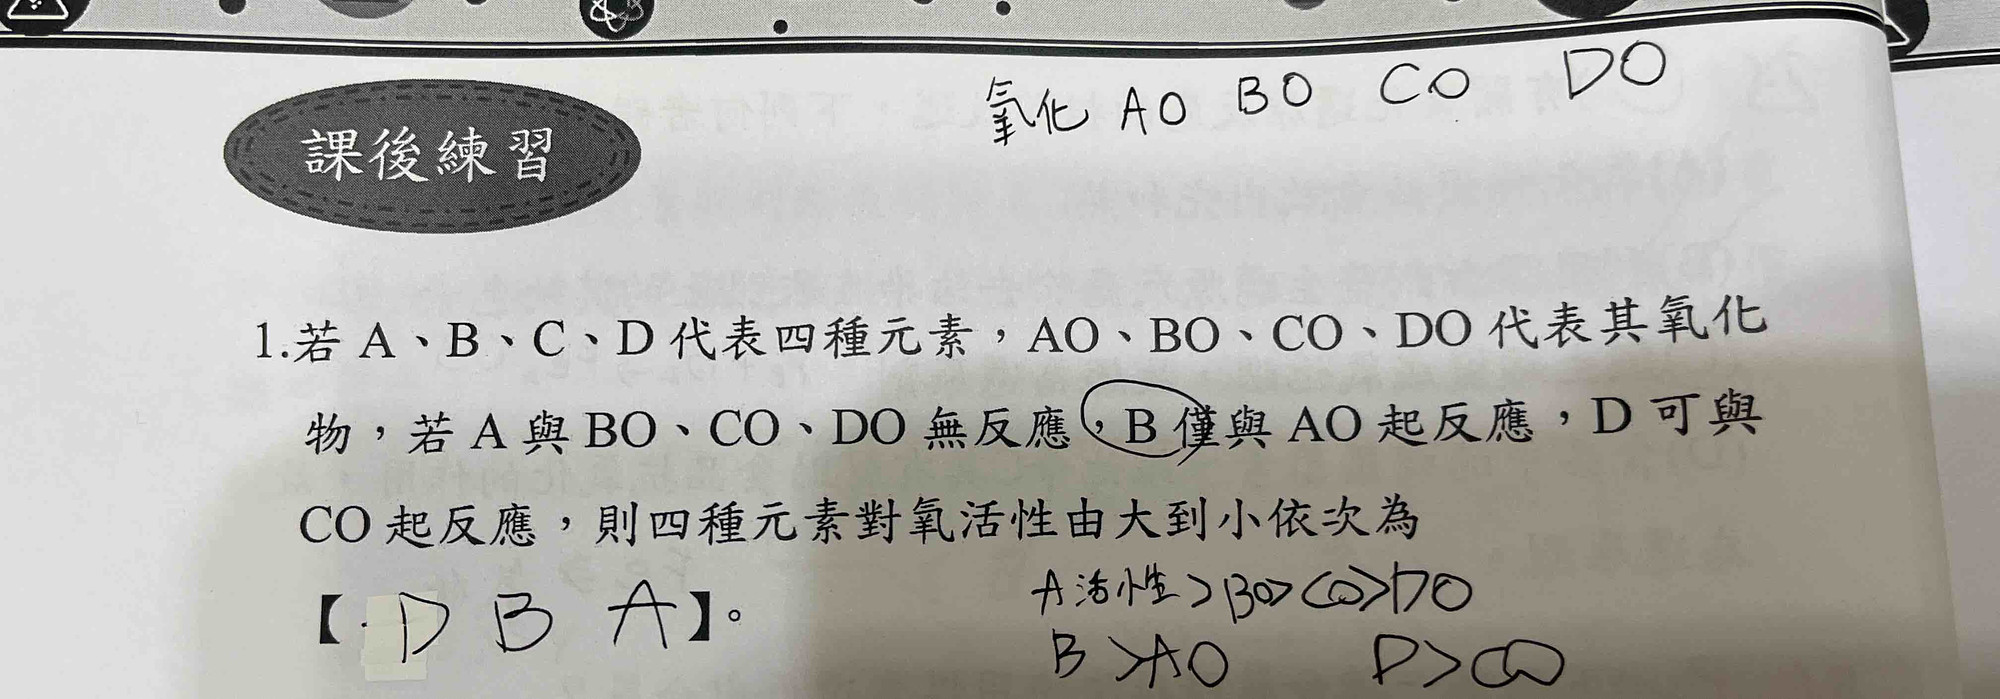 氧化 AO BO CO DO
課後練習
1.若 A、B、C、D 代表四種元素，AO、BO、CO、DO 代表其氧化
物，若 A 與 BO、CO、DO 無反應，B 僅與 AO 起反應，D 可與
CO 起反應，則四種元素對氧活性由大到小依次為
【D B A】。
A活性>BO>CO>DO
B>AO D>CO